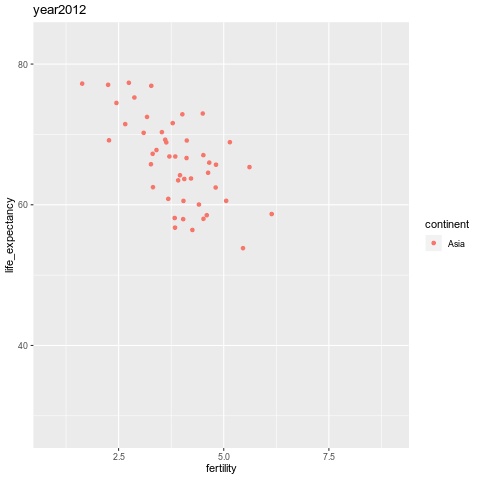 year2012
80
60
40
life_expectancy
2.5
5.0
7.5
fertility
continent
Asia